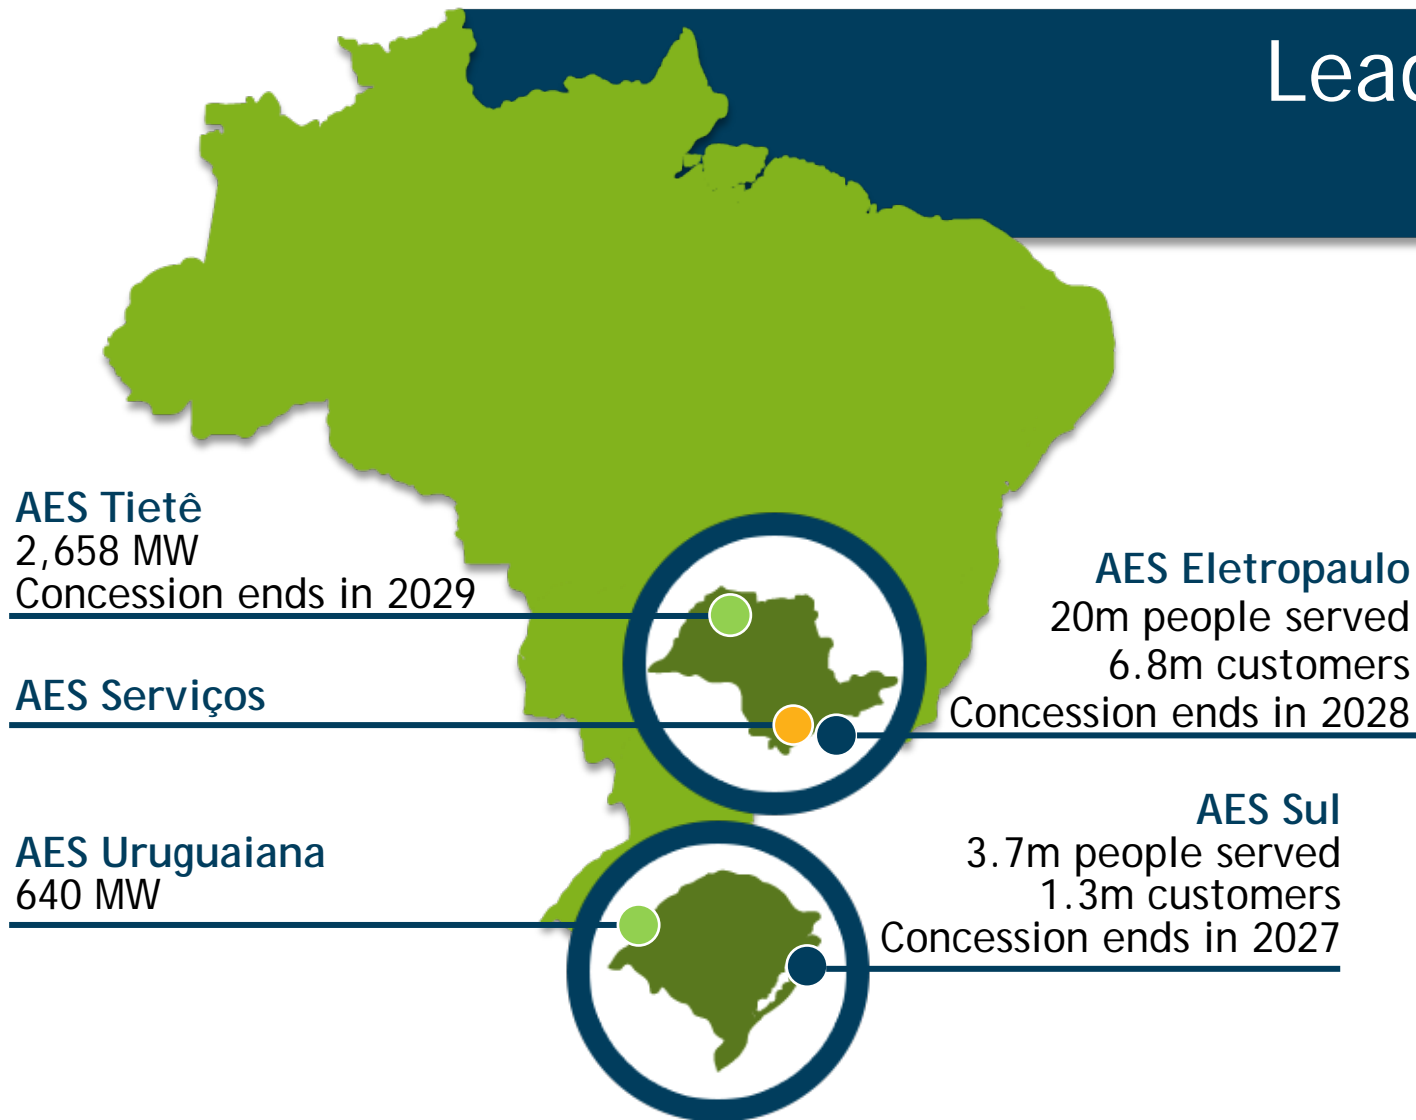 Lead
AES Tietê
2,658 MW
Concession ends in 2029
AES Serviços
AES Uruguaiana
640 MW
AES Eletropaulo
20m people served
6.8m customers
Concession ends in 2028
AES Sul
3.7m people served
1.3m customers
Concession ends in 2027